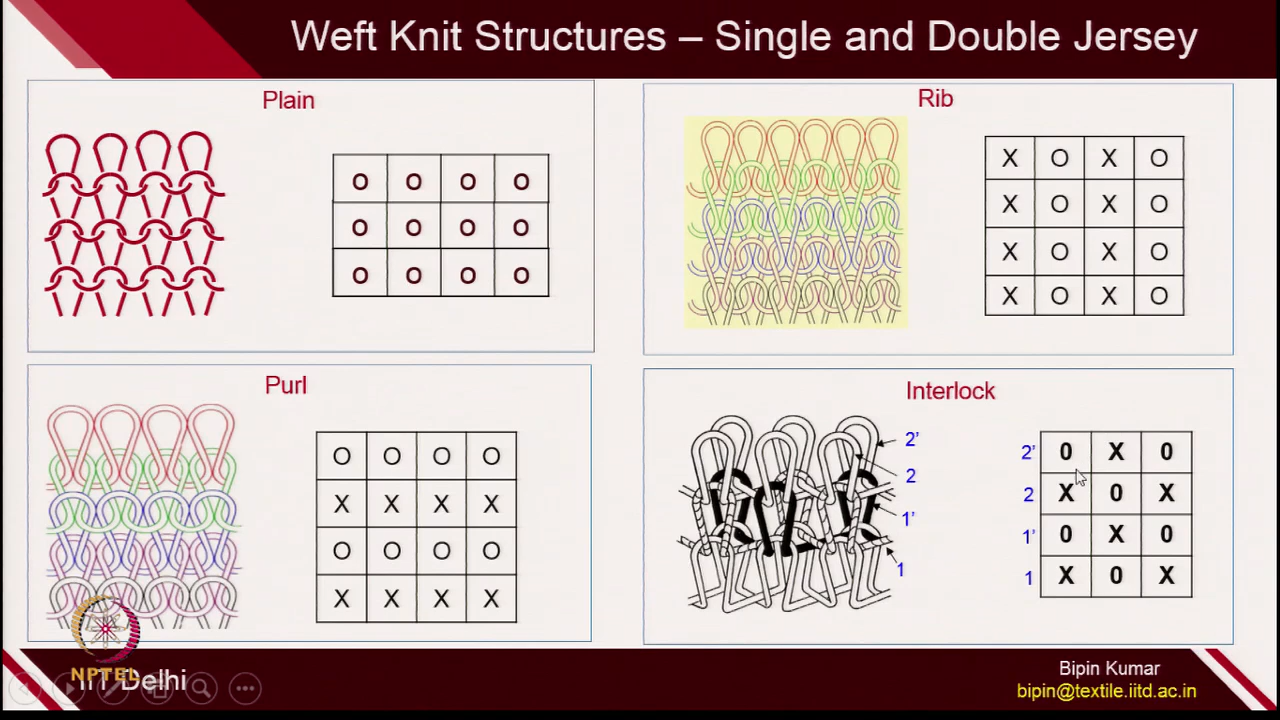 Weft Knit Structures – Single and Double Jersey
Plain
o o o o
o o o o
o o o o
Rib
X O X O
X O X O
X O X O
X O X O
Purl
O O O O
X X X X
O O O O
X X X X
Interlock
2'
2
1'
1
2' 0 X 0
2 X 0 X
1' 0 X 0
1 X 0 X
NPTEL
IIT Delhi
Bipin Kumar
bipin@textile.iitd.ac.in